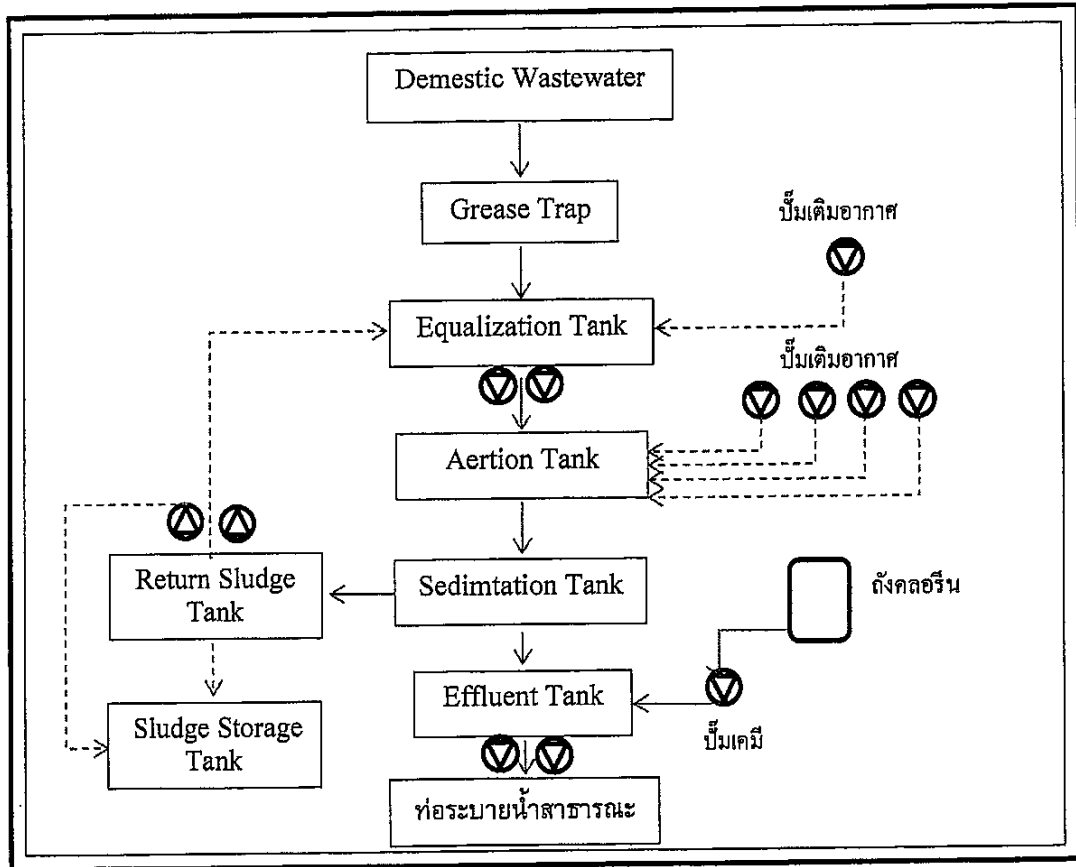 Demestic Wastewater
Grease Trap
ปั๊มเติมอากาศ
Equalization Tank
ปั๊มเติมอากาศ
Aertion Tank
Return Sludge
Tank
Sedimtation Tank
ถังคลอรีน
Effluent Tank
Sludge Storage
Tank
ปั๊มเคมี
ท่อระบายน้ำสาธารณะ